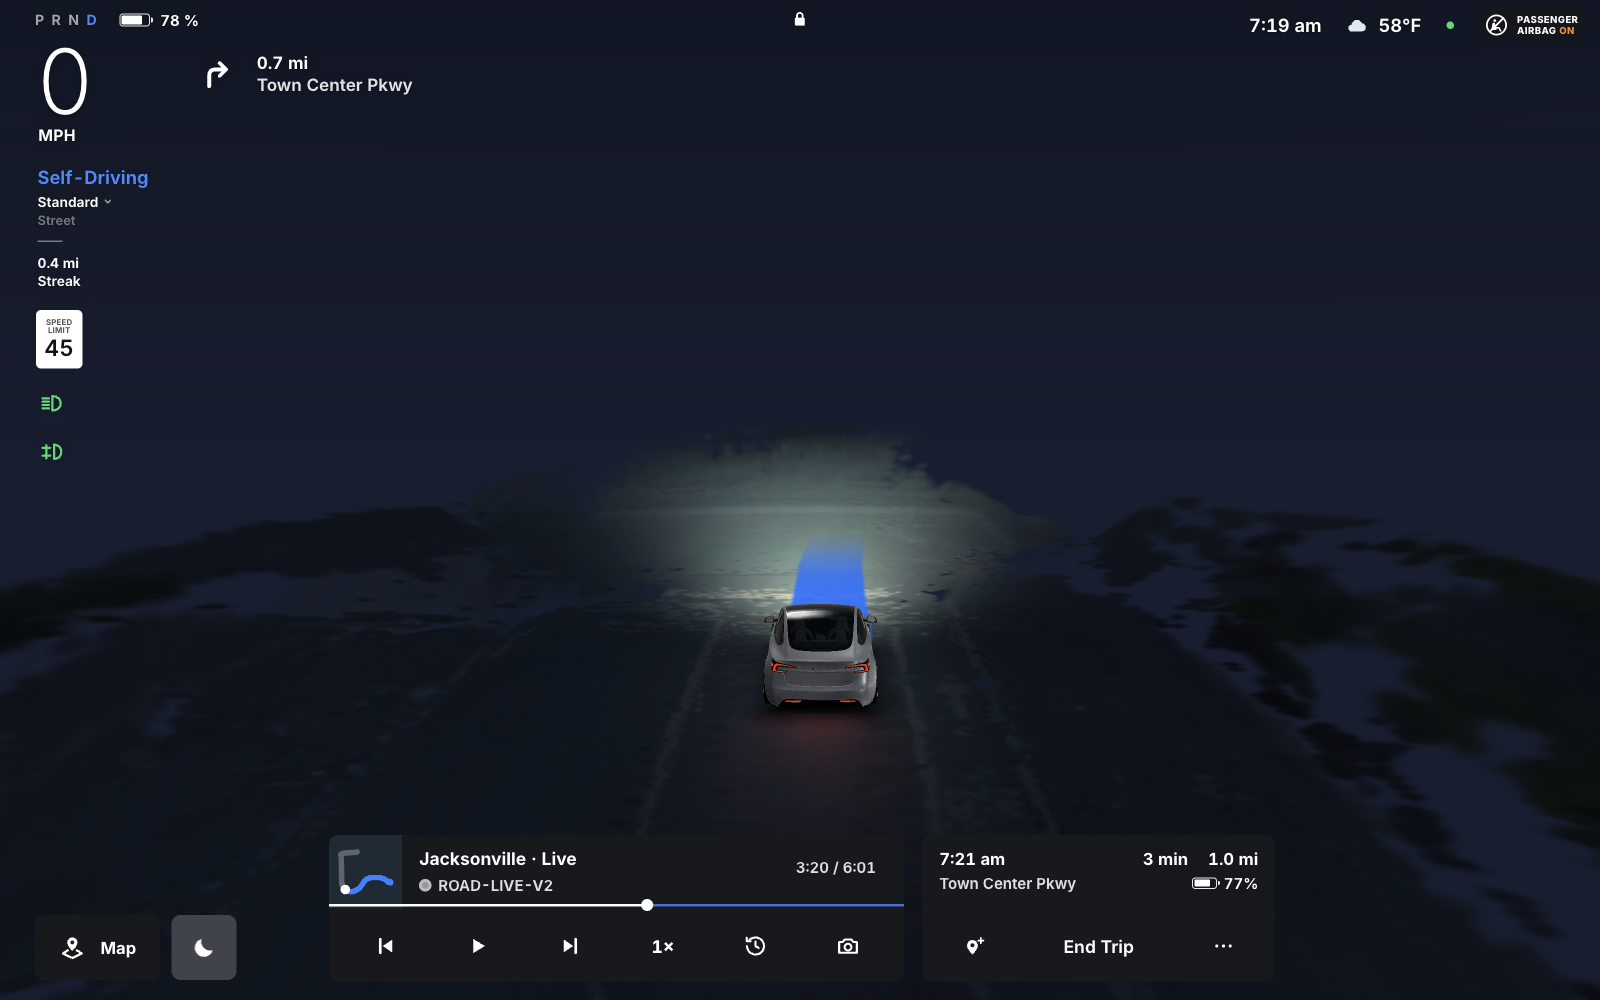 P R N D
78 %
7:19 am
58°F
PASSENGER
AIRBAG ON
0
MPH
0.7 mi
Town Center Pkwy
Self-Driving
Standard
Street
0.4 mi
Streak
SPEED
LIMIT
45
Jacksonville · Live
ROAD-LIVE-V2
3:20 / 6:01
1×
7:21 am
3 min
1.0 mi
Town Center Pkwy
77%
End Trip
Map